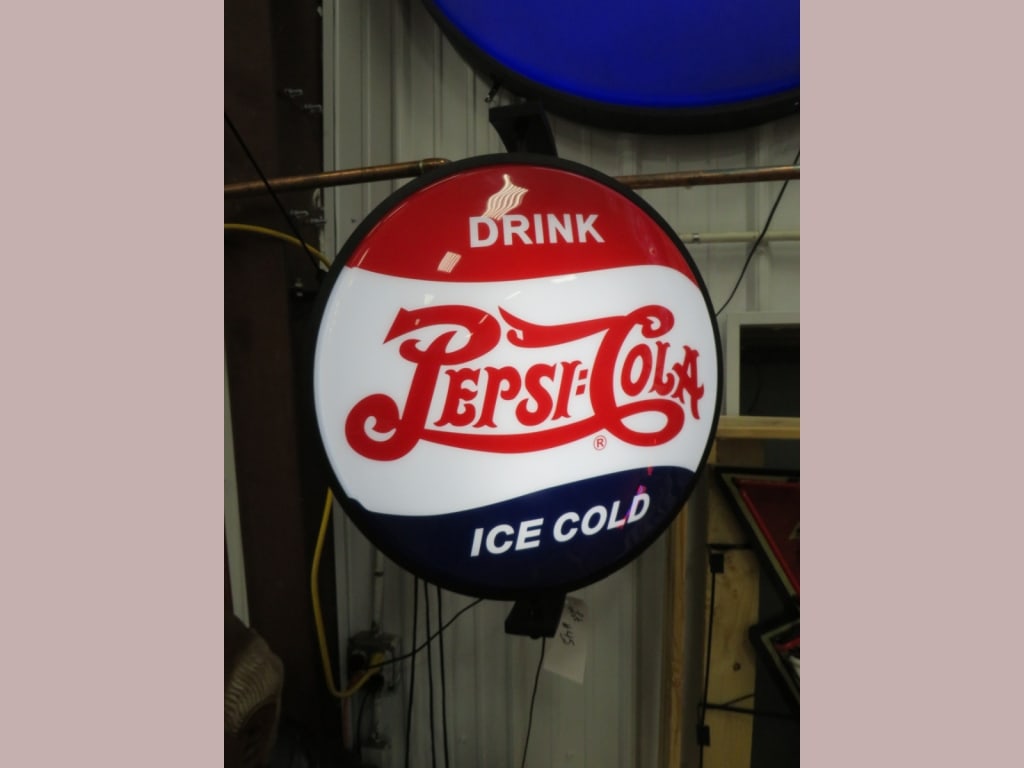 DRINK
PEPSI:COLA
®
ICE COLD